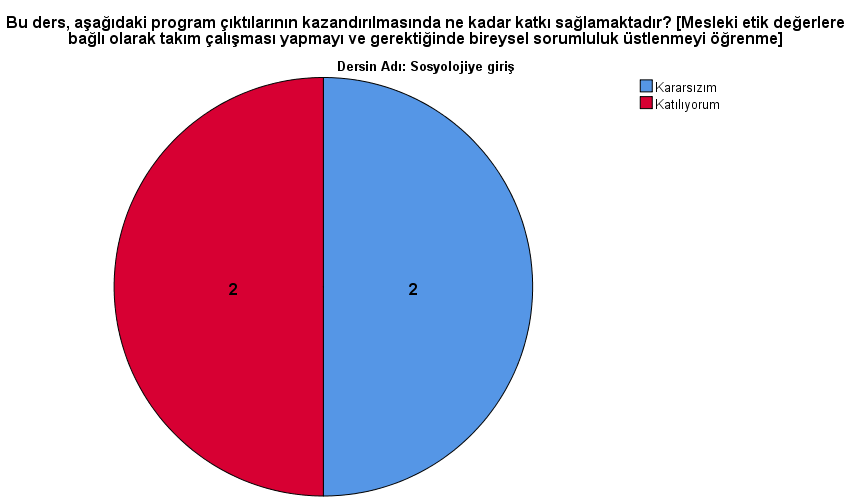 Bu ders, aşağıdaki program çıktılarının kazandırılmasında ne kadar katkı sağlamaktadır? [Mesleki etik değerlere
bağlı olarak takım çalışması yapmayı ve gerektiğinde bireysel sorumluluk üstlenmeyi öğrenme]
Dersin Adı: Sosyolojiye giriş
Kararsızım
Katılıyorum
2
2